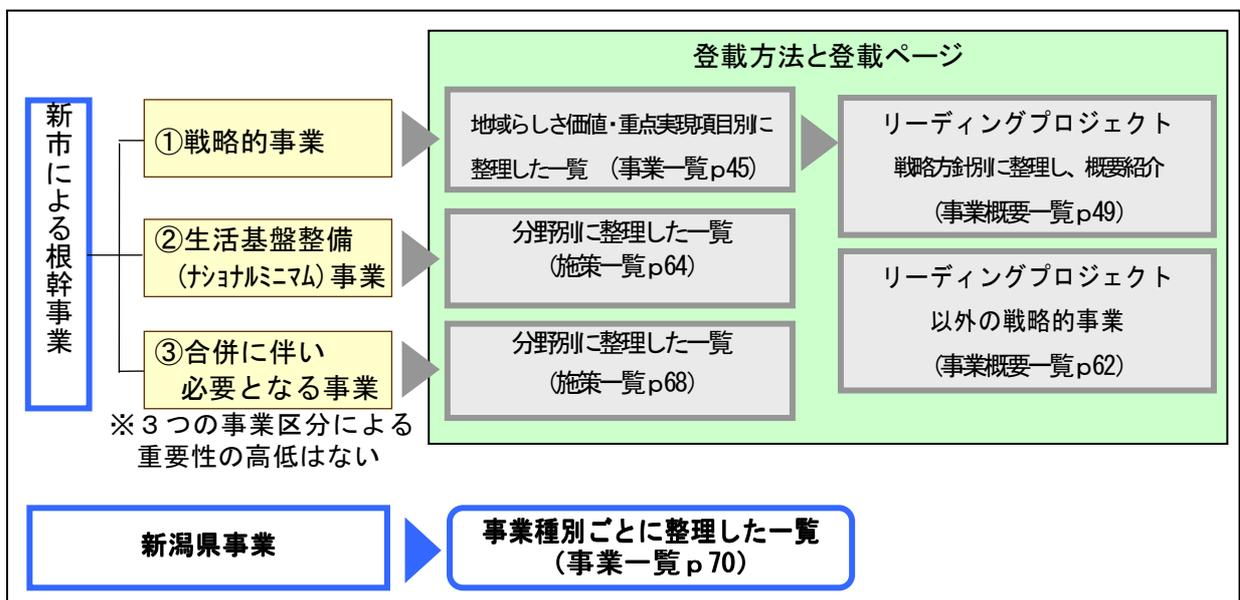 登載方法と登載ページ
新市による根幹事業
①戦略的事業
地域らしさ価値・重点実現項目別に
整理した一覧 （事業一覧p45）
リーディングプロジェクト
戦略方針別に整理し、概要紹介
（事業概要一覧p49）
②生活基盤整備
（ナショナルミニマム）事業
分野別に整理した一覧
（施策一覧p64）
リーディングプロジェクト
以外の戦略的事業
（事業概要一覧p62）
③合併に伴い
必要となる事業
分野別に整理した一覧
（施策一覧p68）
※３つの事業区分による
重要性の高低はない
新潟県事業
事業種別ごとに整理した一覧
（事業一覧ｐ70）